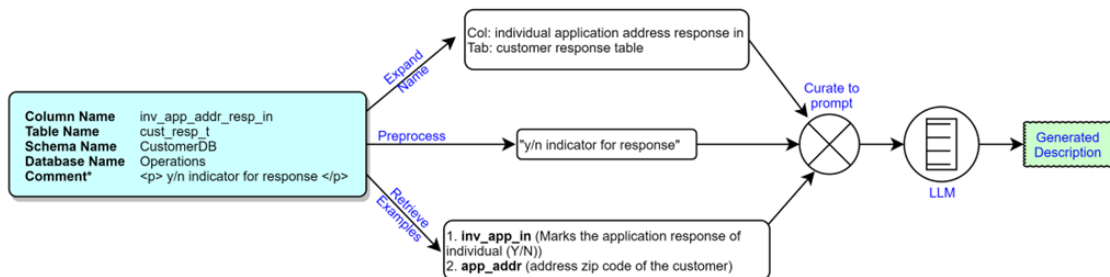 Col: individual application address response in
Tab: customer response table
Expand
Name
Column Name inv_app_addr_resp_in
Table Name cust_resp_t
Schema Name CustomerDB
Database Name Operations
Comment* <p> y/n indicator for response </p>
Preprocess
"y/n indicator for response"
Curate to
prompt
LLM
Generated
Description
Retrieve
Examples
1. inv_app_in (Marks the application response of
individual (Y/N))
2. app_addr (address zip code of the customer)